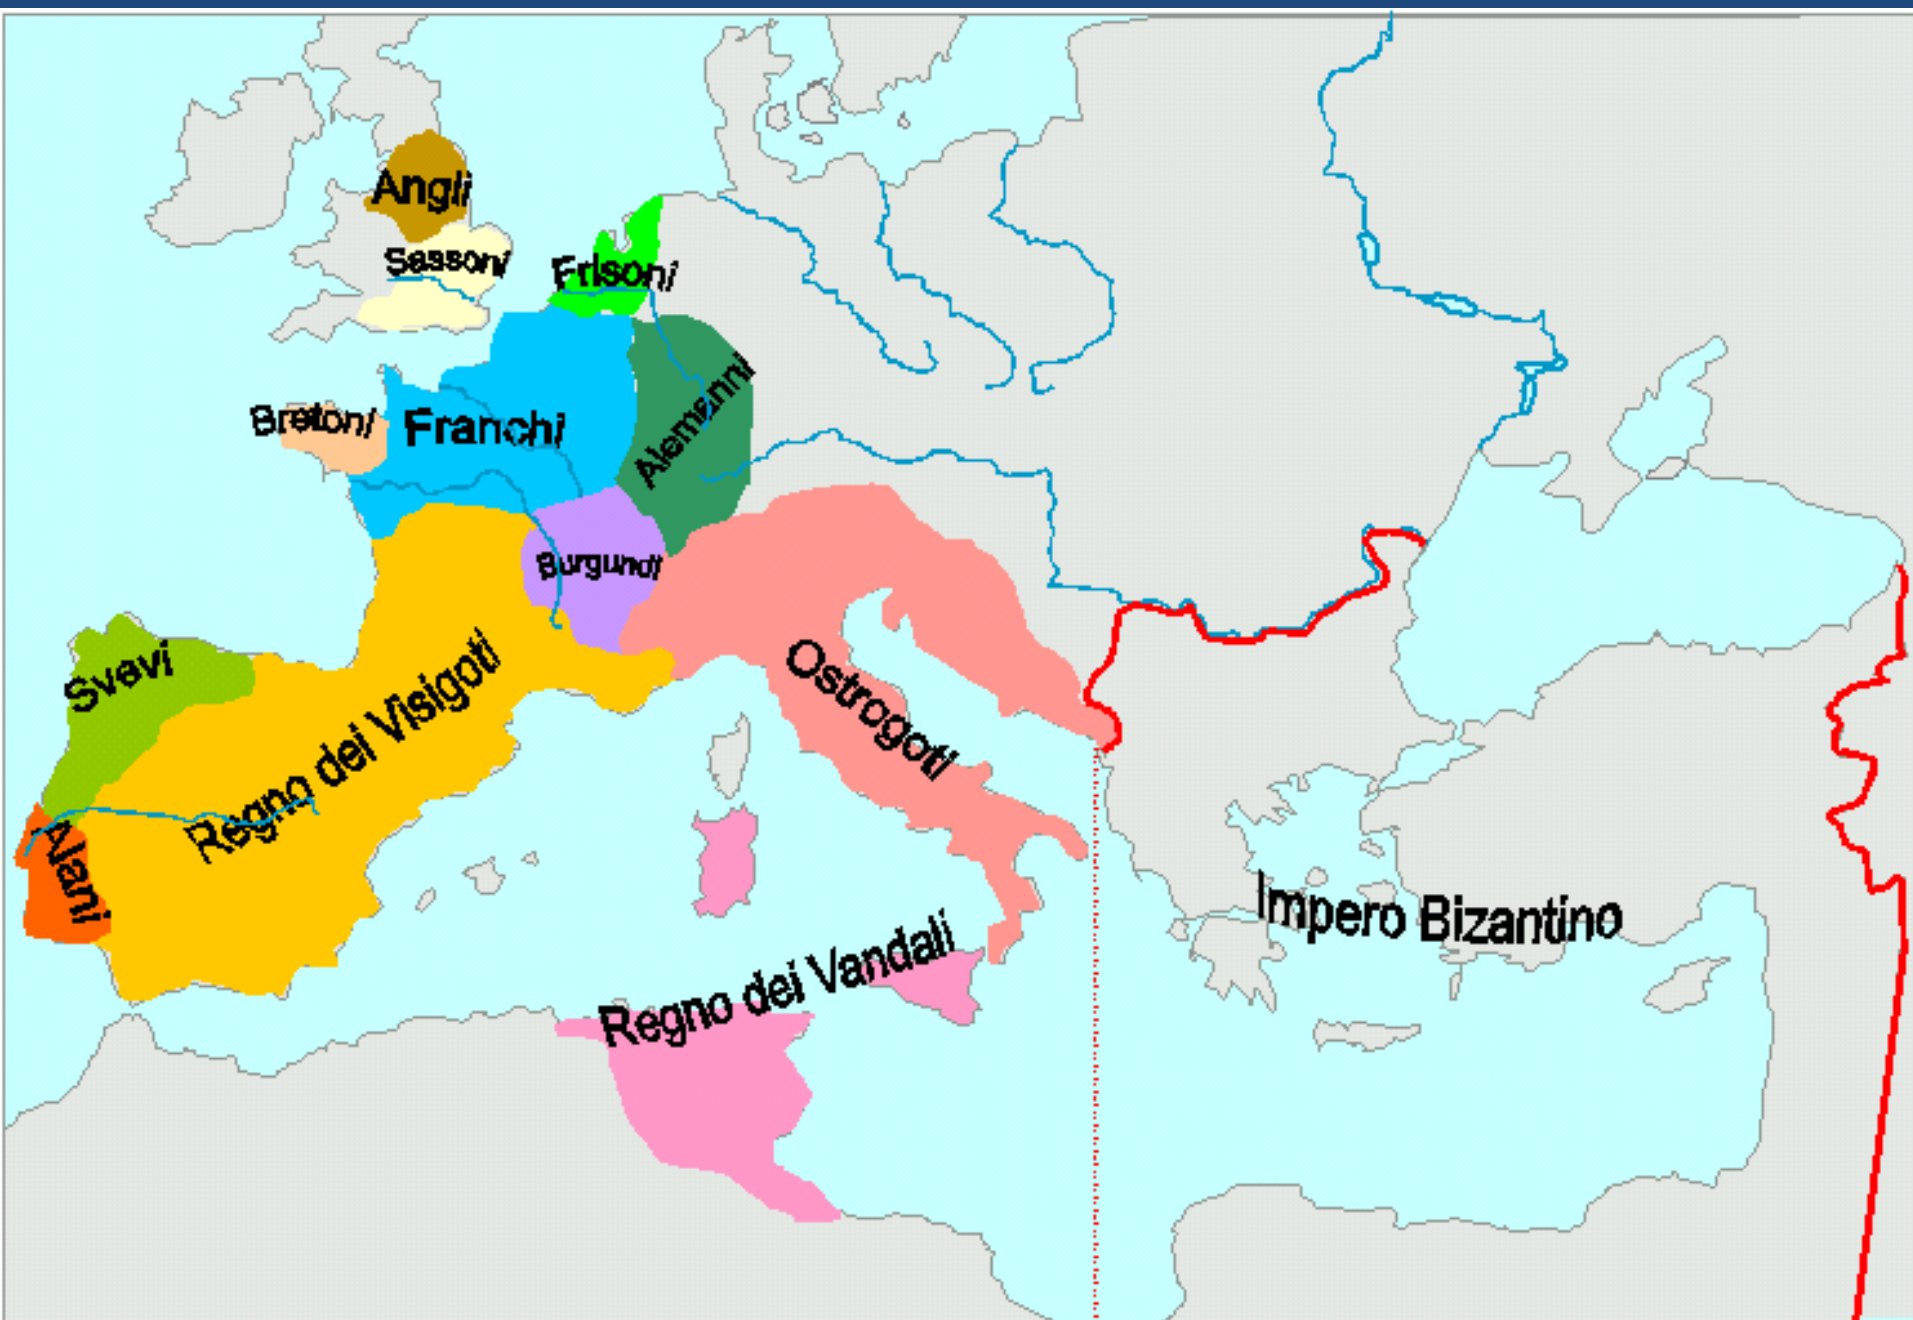 Angli
Sassoni
Frisoni
Bretoni
Franchi
Alemanni
Burgundi
Svevi
Regno dei Visigoti
Ostrogoti
Alani
Impero Bizantino
Regno dei Vandali